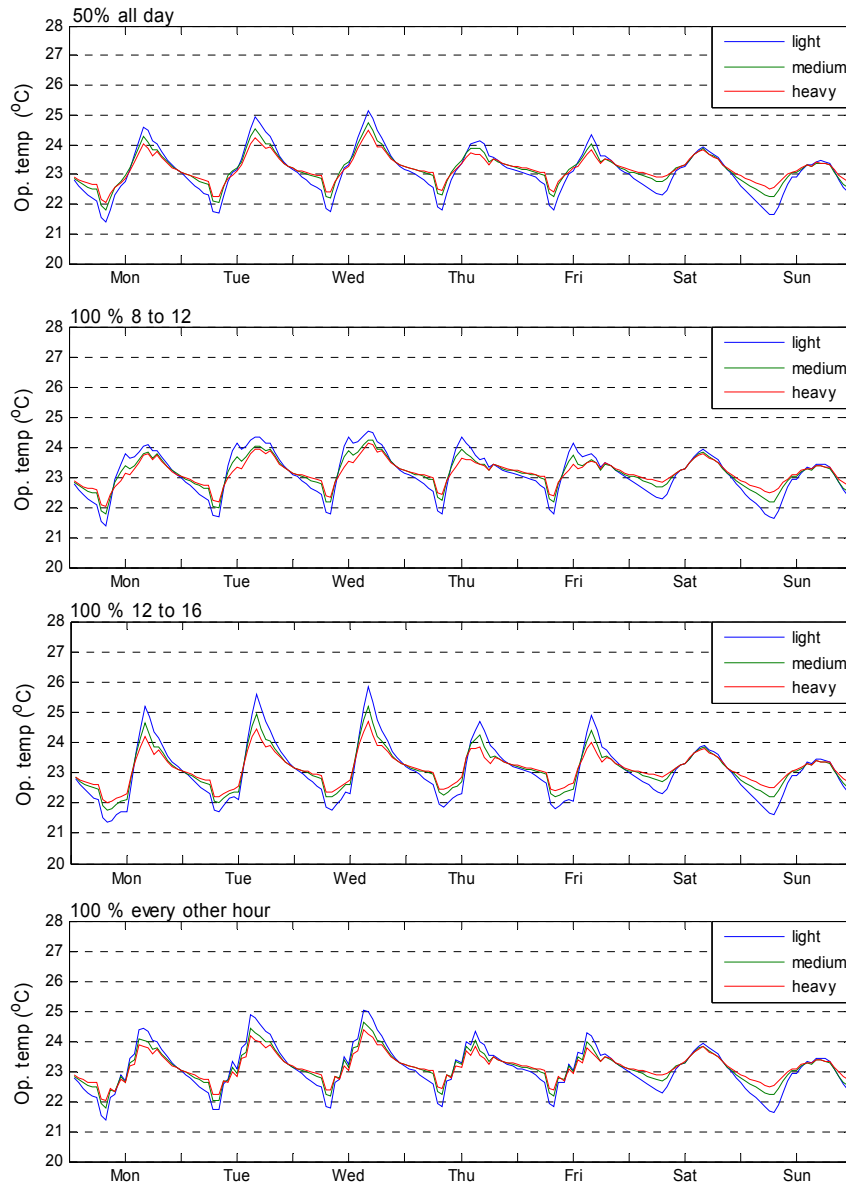 50% all day
28
27
26
25
24
23
22
21
20
Op. temp (°C)
light
medium
heavy
Mon Tue Wed Thu Fri Sat Sun
100 % 8 to 12
28
27
26
25
24
23
22
21
20
Op. temp (°C)
light
medium
heavy
Mon Tue Wed Thu Fri Sat Sun
100 % 12 to 16
28
27
26
25
24
23
22
21
20
Op. temp (°C)
light
medium
heavy
Mon Tue Wed Thu Fri Sat Sun
100 % every other hour
28
27
26
25
24
23
22
21
20
Op. temp (°C)
light
medium
heavy
Mon Tue Wed Thu Fri Sat Sun